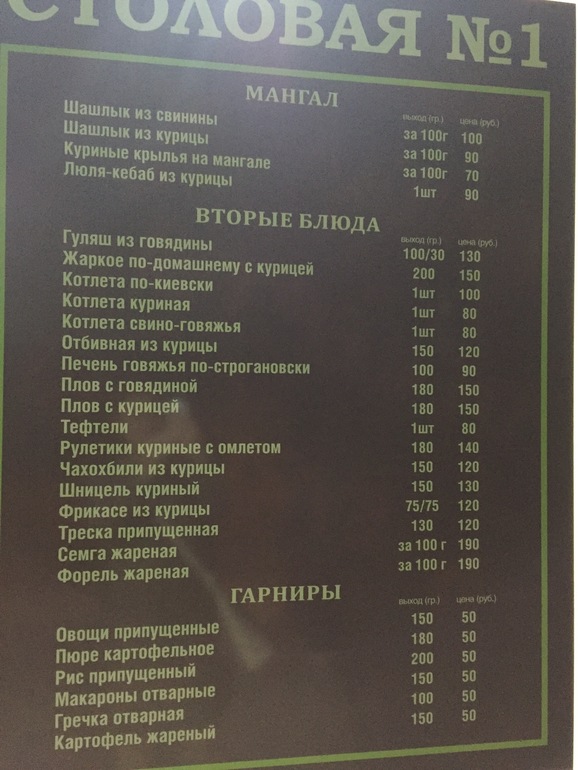 СТОЛОВАЯ №1
МАНГАЛ
выход (гр.) цена (руб.)
Шашлык из свинины за 100г 100
Шашлык из курицы за 100г 90
Куриные крылья на мангале за 100г 70
Люля-кебаб из курицы 1шт 90
ВТОРЫЕ БЛЮДА
выход (гр.) цена (руб.)
Гуляш из говядины 100/30 130
Жаркое по-домашнему с курицей 200 150
Котлета по-киевски 1шт 100
Котлета куриная 1шт 80
Котлета свино-говяжья 1шт 80
Отбивная из курицы 150 120
Печень говяжья по-строгановски 100 90
Плов с говядиной 180 150
Плов с курицей 180 150
Тефтели 1шт 80
Рулетики куриные с омлетом 180 140
Чахохбили из курицы 150 120
Шницель куриный 150 130
Фрикасе из курицы 75/75 120
Треска припущенная 130 120
Семга жареная за 100 г 190
Форель жареная за 100 г 190
ГАРНИРЫ
выход (гр.) цена (руб.)
Овощи припущенные 150 50
Пюре картофельное 180 50
Рис припущенный 200 50
Макароны отварные 150 50
Гречка отварная 100 50
Картофель жареный 150 50